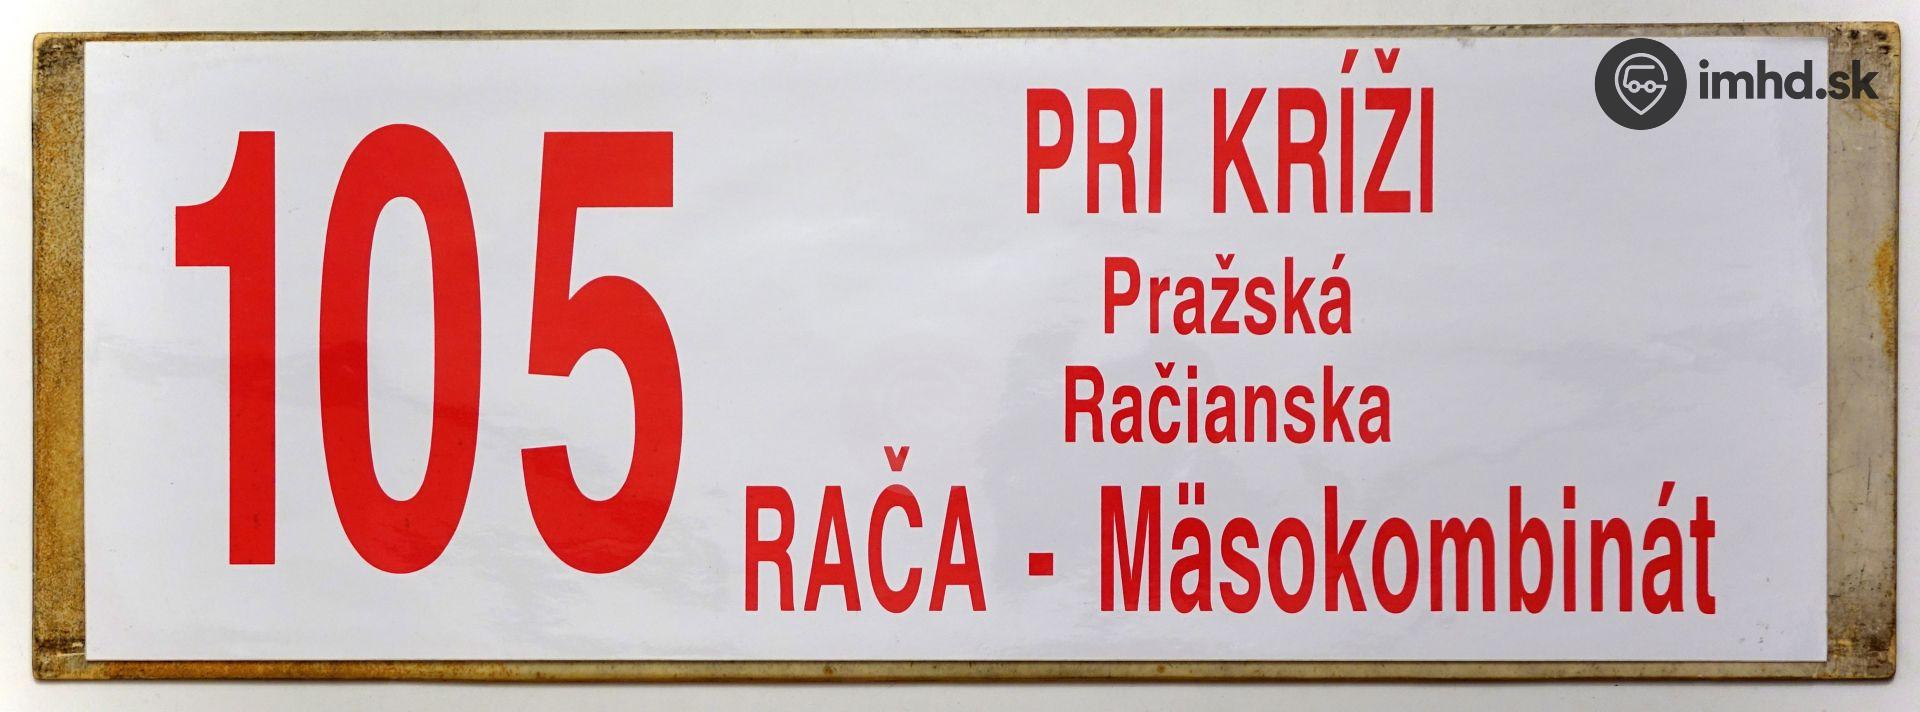 imhd.sk
105
PRI KRÍŽI
Pražská
Račianska
RAČA - Mäsokombinát